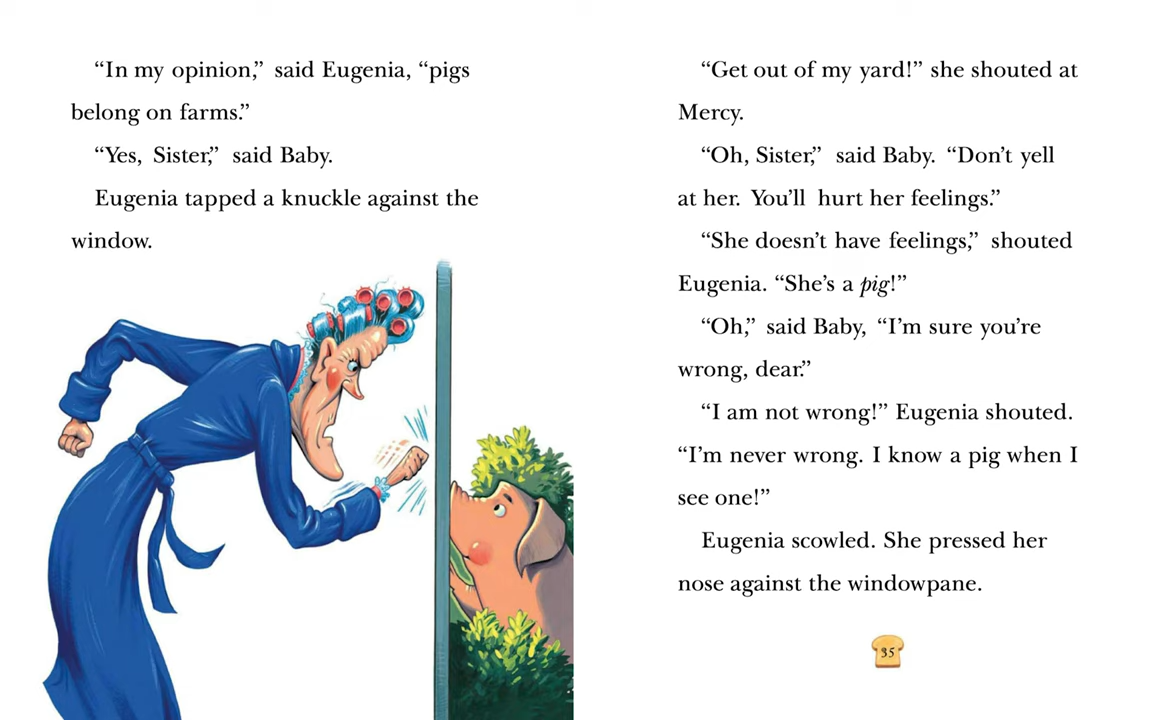 “In my opinion,” said Eugenia, “pigs
belong on farms.”
“Yes, Sister,” said Baby.
Eugenia tapped a knuckle against the
window.
“Get out of my yard!” she shouted at
Mercy.
“Oh, Sister,” said Baby. “Don’t yell
at her. You’ll hurt her feelings.”
“She doesn’t have feelings,” shouted
Eugenia. “She’s a pig!”
“Oh,” said Baby, “I’m sure you’re
wrong, dear.”
“I am not wrong!” Eugenia shouted.
“I’m never wrong. I know a pig when I
see one!”
Eugenia scowled. She pressed her
nose against the windowpane.
35